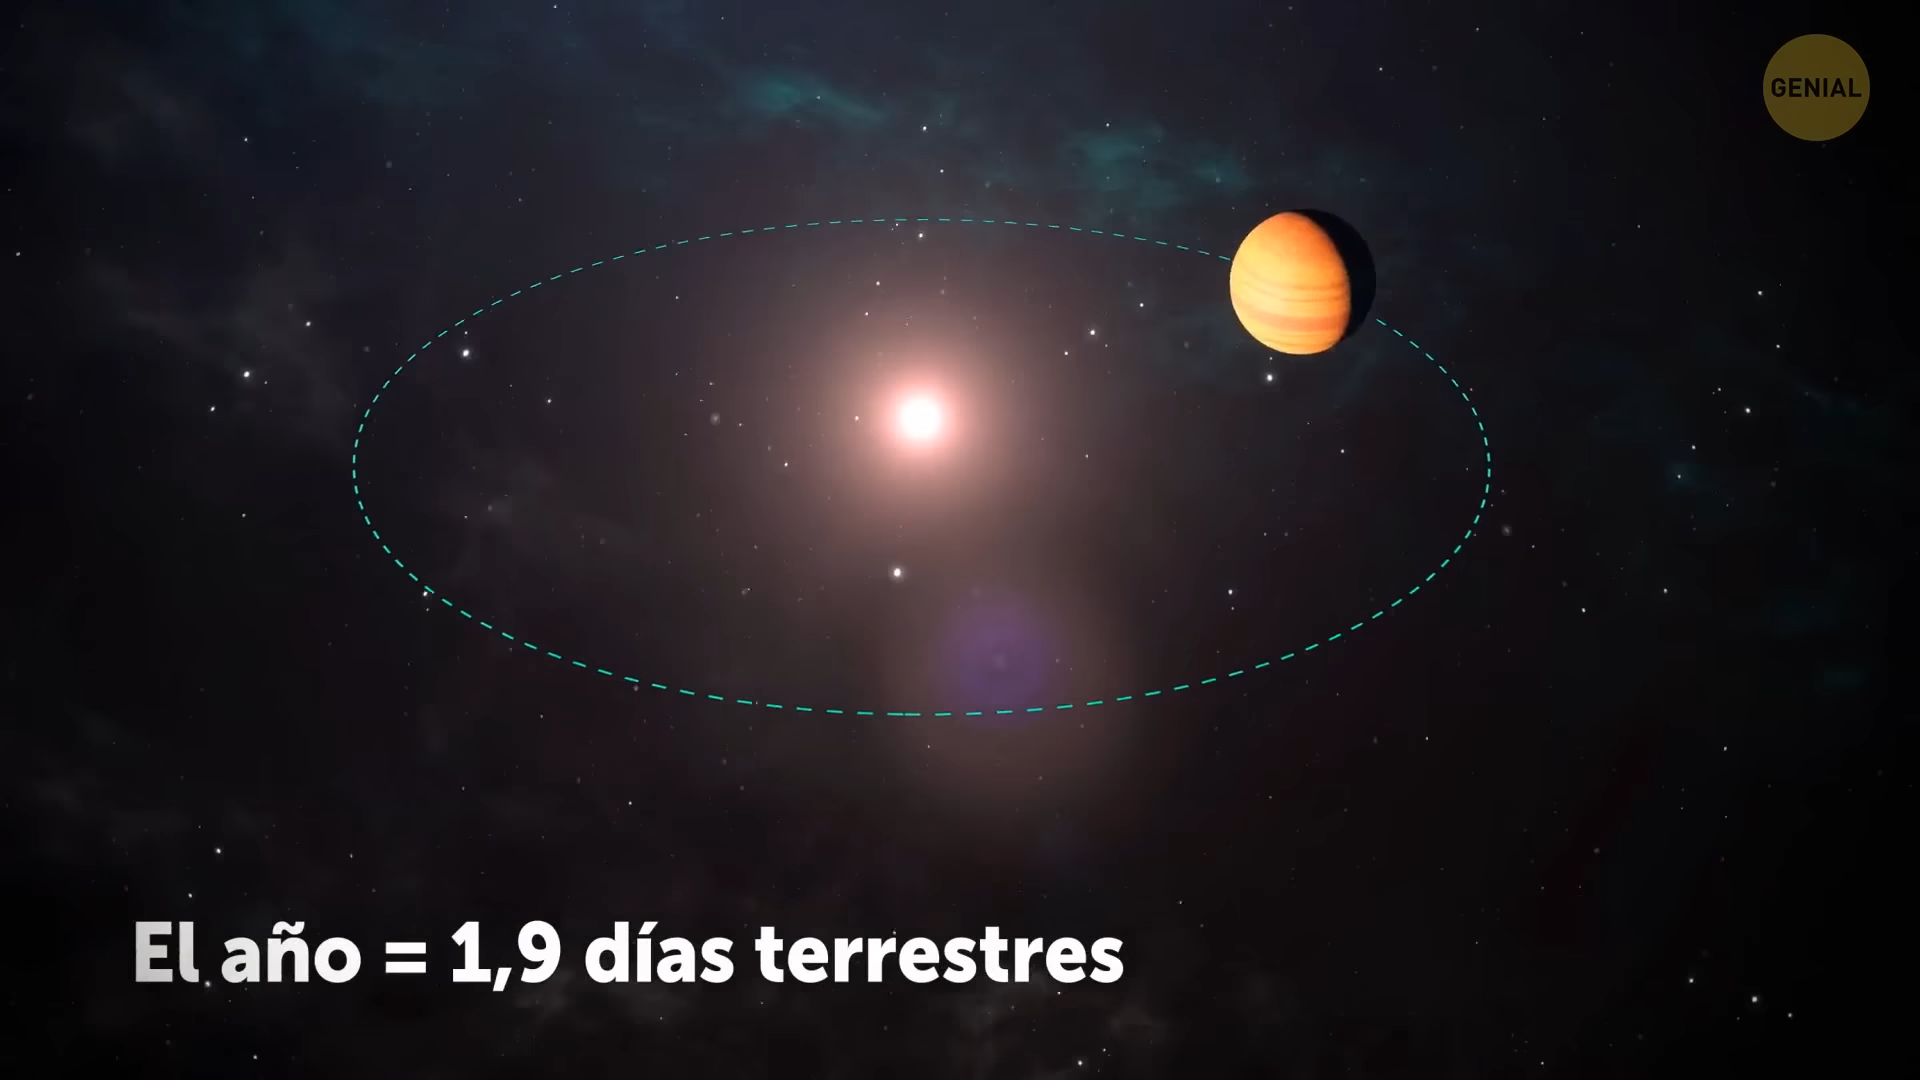 GENIAL
El año = 1,9 días terrestres